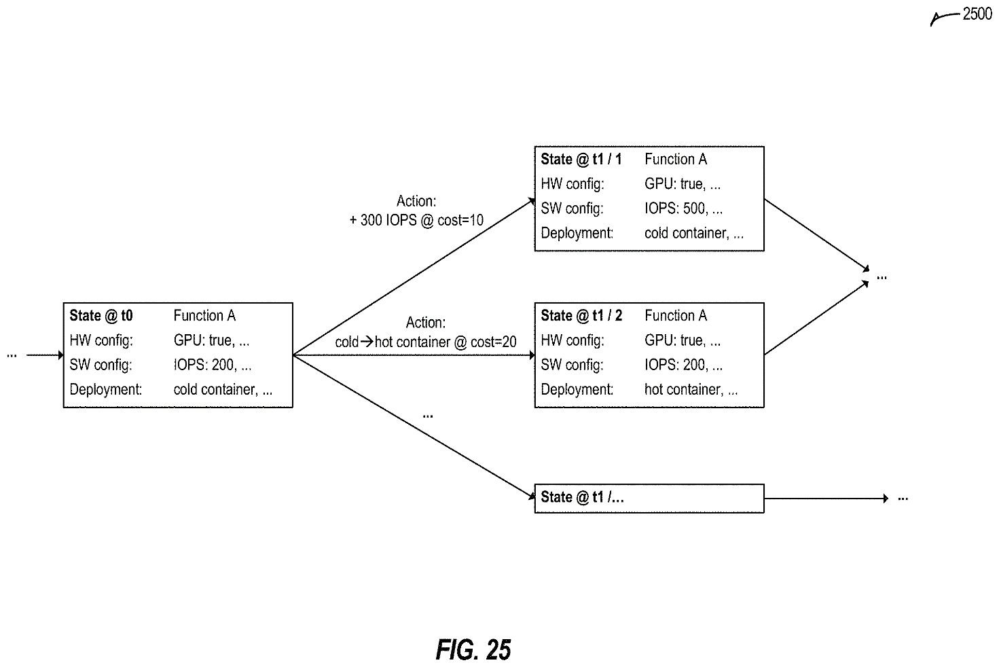 2500
State @ t1 / 1 Function A
HW config: GPU: true, ...
SW config: IOPS: 500, ...
Deployment: cold container, ...
Action:
+ 300 IOPS @ cost=10
...
State @ t0 Function A
HW config: GPU: true, ...
SW config: IOPS: 200, ...
Deployment: cold container, ...
...
Action:
cold→hot container @ cost=20
State @ t1 / 2 Function A
HW config: GPU: true, ...
SW config: IOPS: 200, ...
Deployment: hot container, ...
...
State @ t1 /...
...
FIG. 25